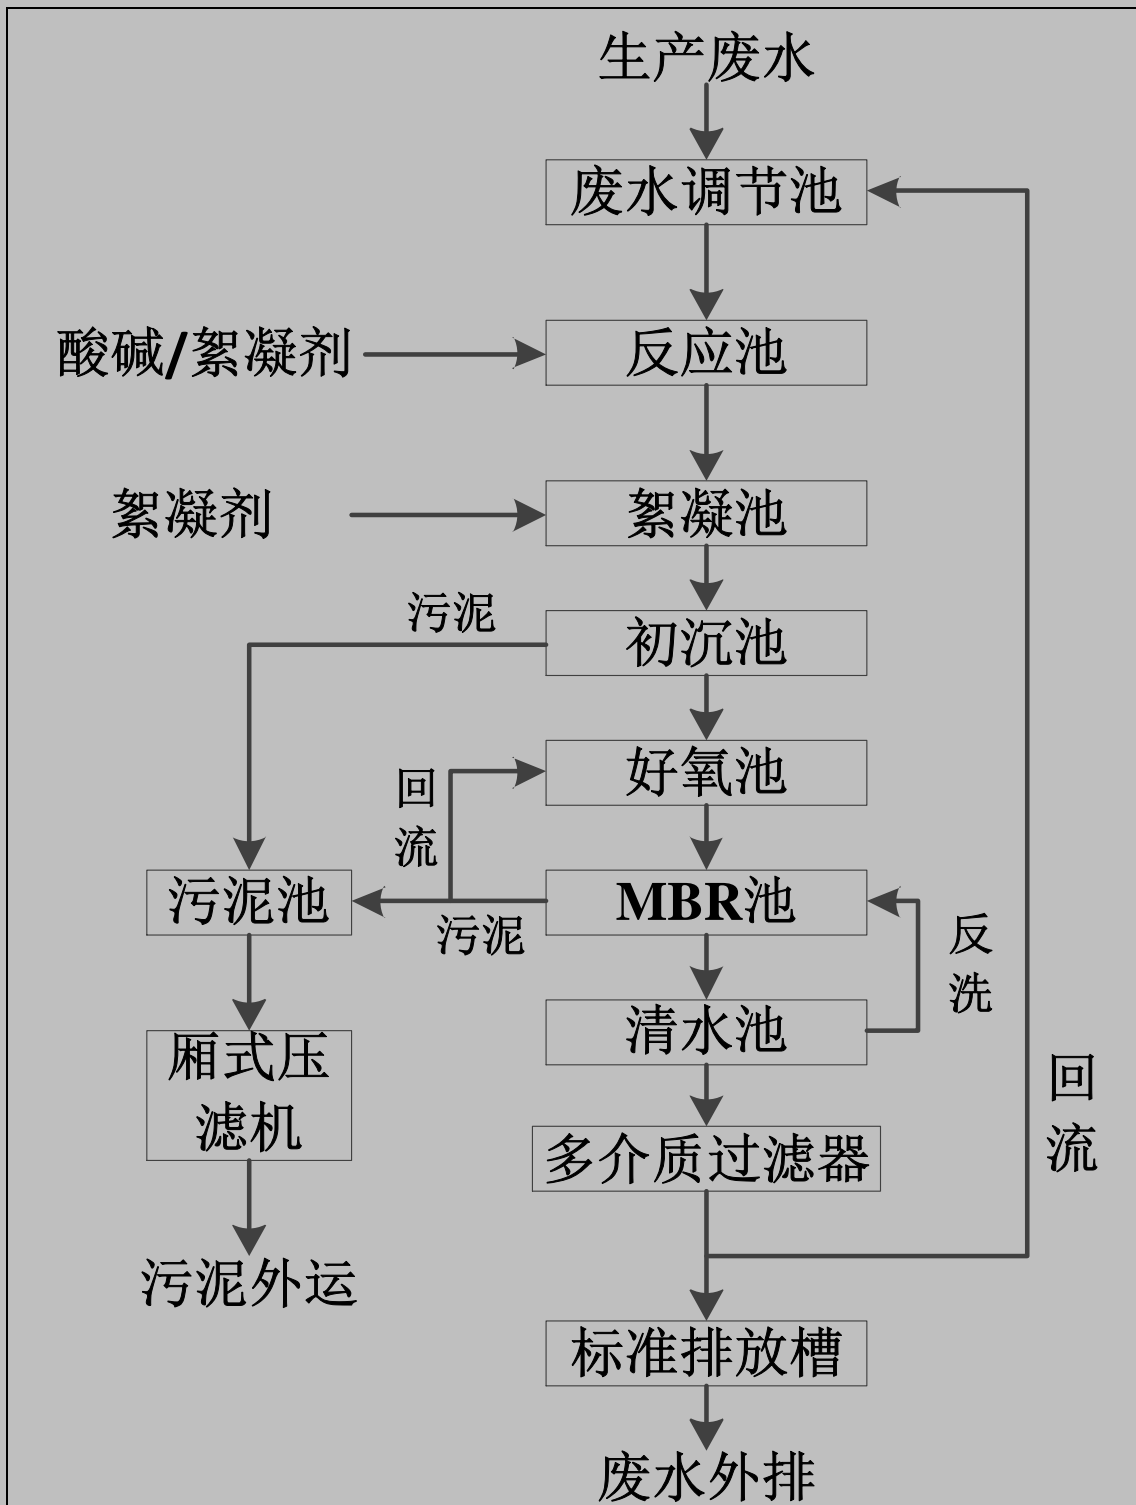 生产废水
废水调节池
酸碱/絮凝剂
反应池
絮凝剂
絮凝池
污泥
初沉池
好氧池
回
流
污泥池
MBR池
污泥
反
洗
清水池
厢式压
滤机
回
流
多介质过滤器
污泥外运
标准排放槽
废水外排